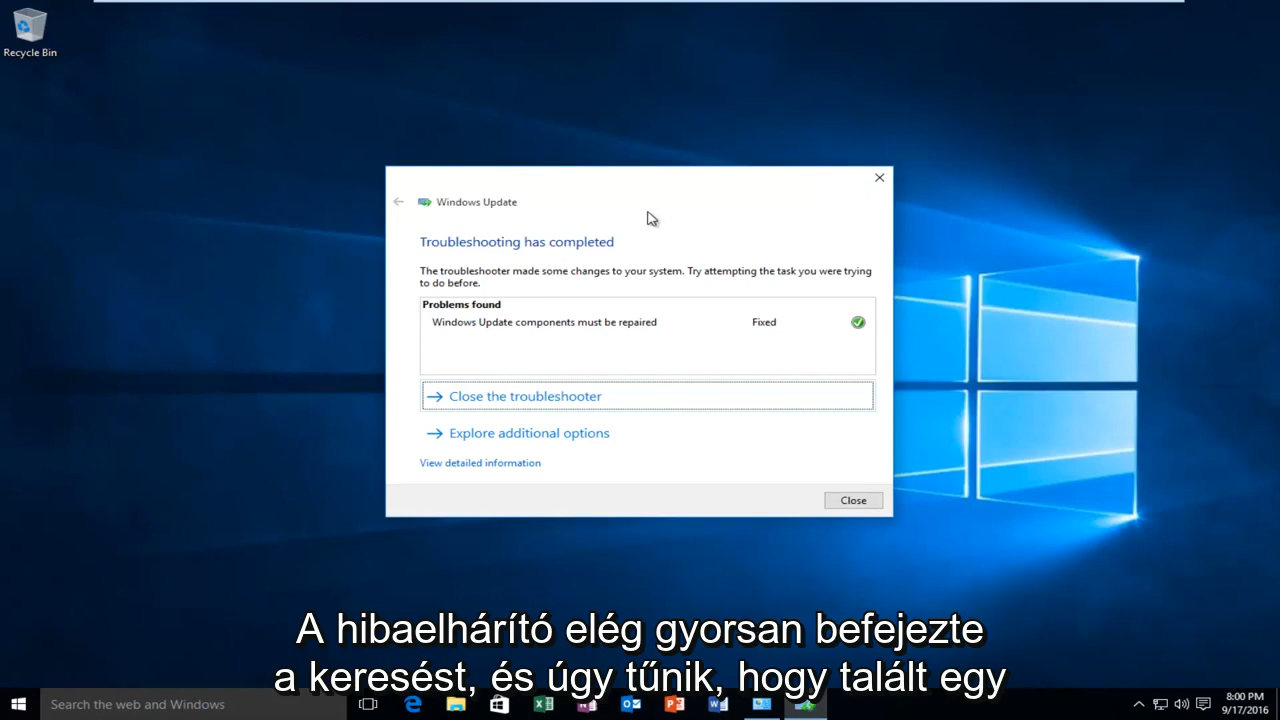 Recycle Bin
Windows Update
Troubleshooting has completed
The troubleshooter made some changes to your system. Try attempting the task you were trying
to do before.
Problems found
Windows Update components must be repaired Fixed
Close the troubleshooter
Explore additional options
View detailed information
Close
A hibaelhárító elég gyorsan befejezte
a keresést, és úgy tűnik, hogy talált egy
Search the web and Windows
8:00 PM
9/17/2016